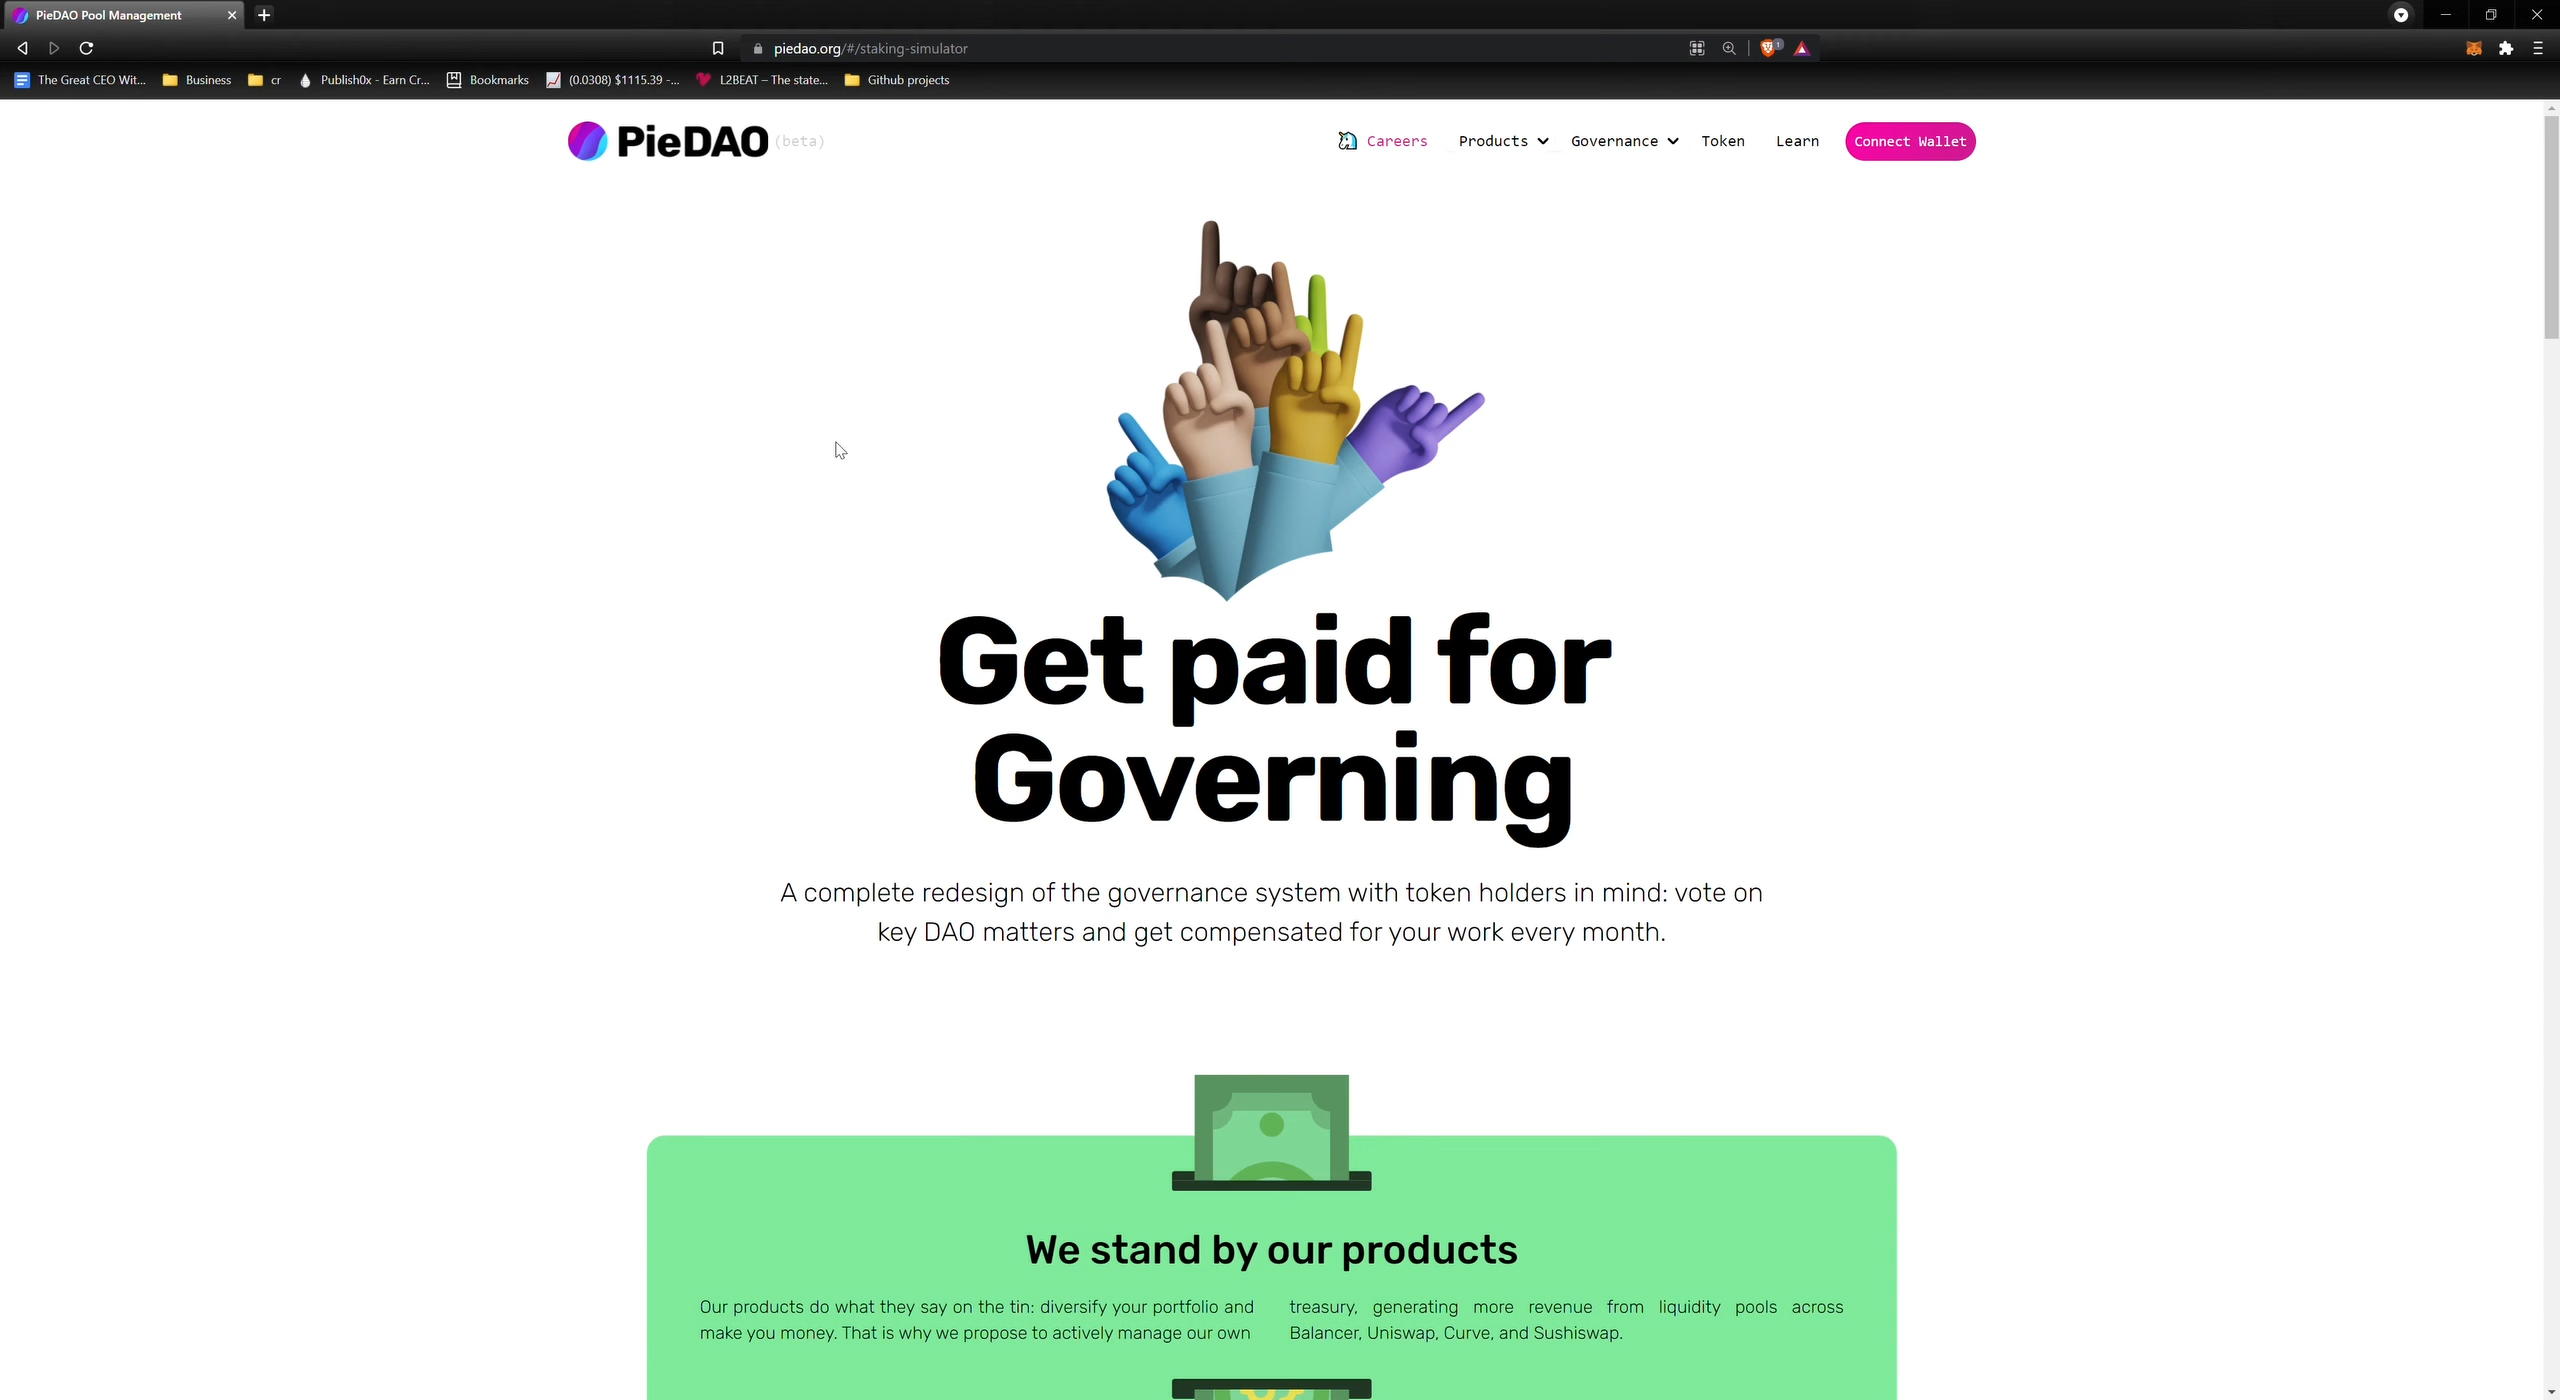 PieDAO Pool Management
piedao.org/#/staking-simulator
1
The Great CEO Wit...
Business
cr
Publish0x - Earn Cr...
Bookmarks
(0.0308) $1115.39 -...
L2BEAT – The state...
Github projects
PieDAO (beta)
Careers
Products
Governance
Token
Learn
Connect Wallet
Get paid for
Governing
A complete redesign of the governance system with token holders in mind: vote on
key DAO matters and get compensated for your work every month.
We stand by our products
Our products do what they say on the tin: diversify your portfolio and
make you money. That is why we propose to actively manage our own
treasury, generating more revenue from liquidity pools across
Balancer, Uniswap, Curve, and Sushiswap.